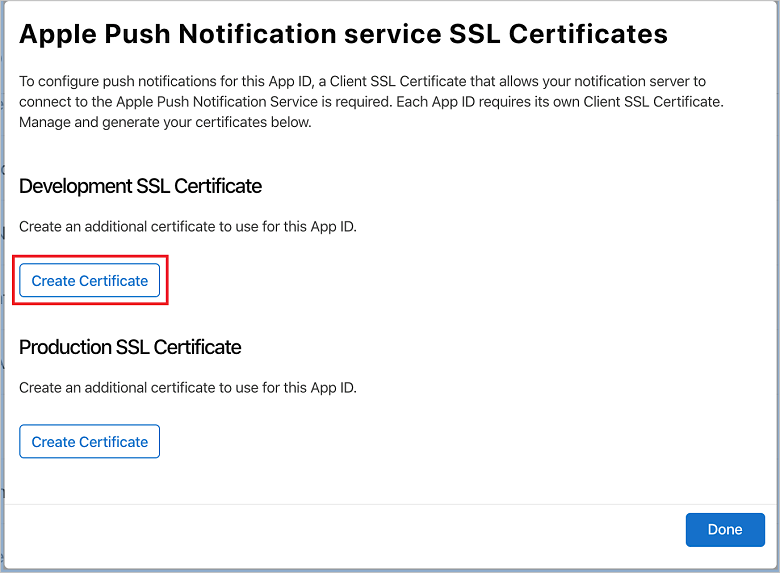 Apple Push Notification service SSL Certificates
To configure push notifications for this App ID, a Client SSL Certificate that allows your notification server to
connect to the Apple Push Notification Service is required. Each App ID requires its own Client SSL Certificate.
Manage and generate your certificates below.
Development SSL Certificate
Create an additional certificate to use for this App ID.
Create Certificate
Production SSL Certificate
Create an additional certificate to use for this App ID.
Create Certificate
Done